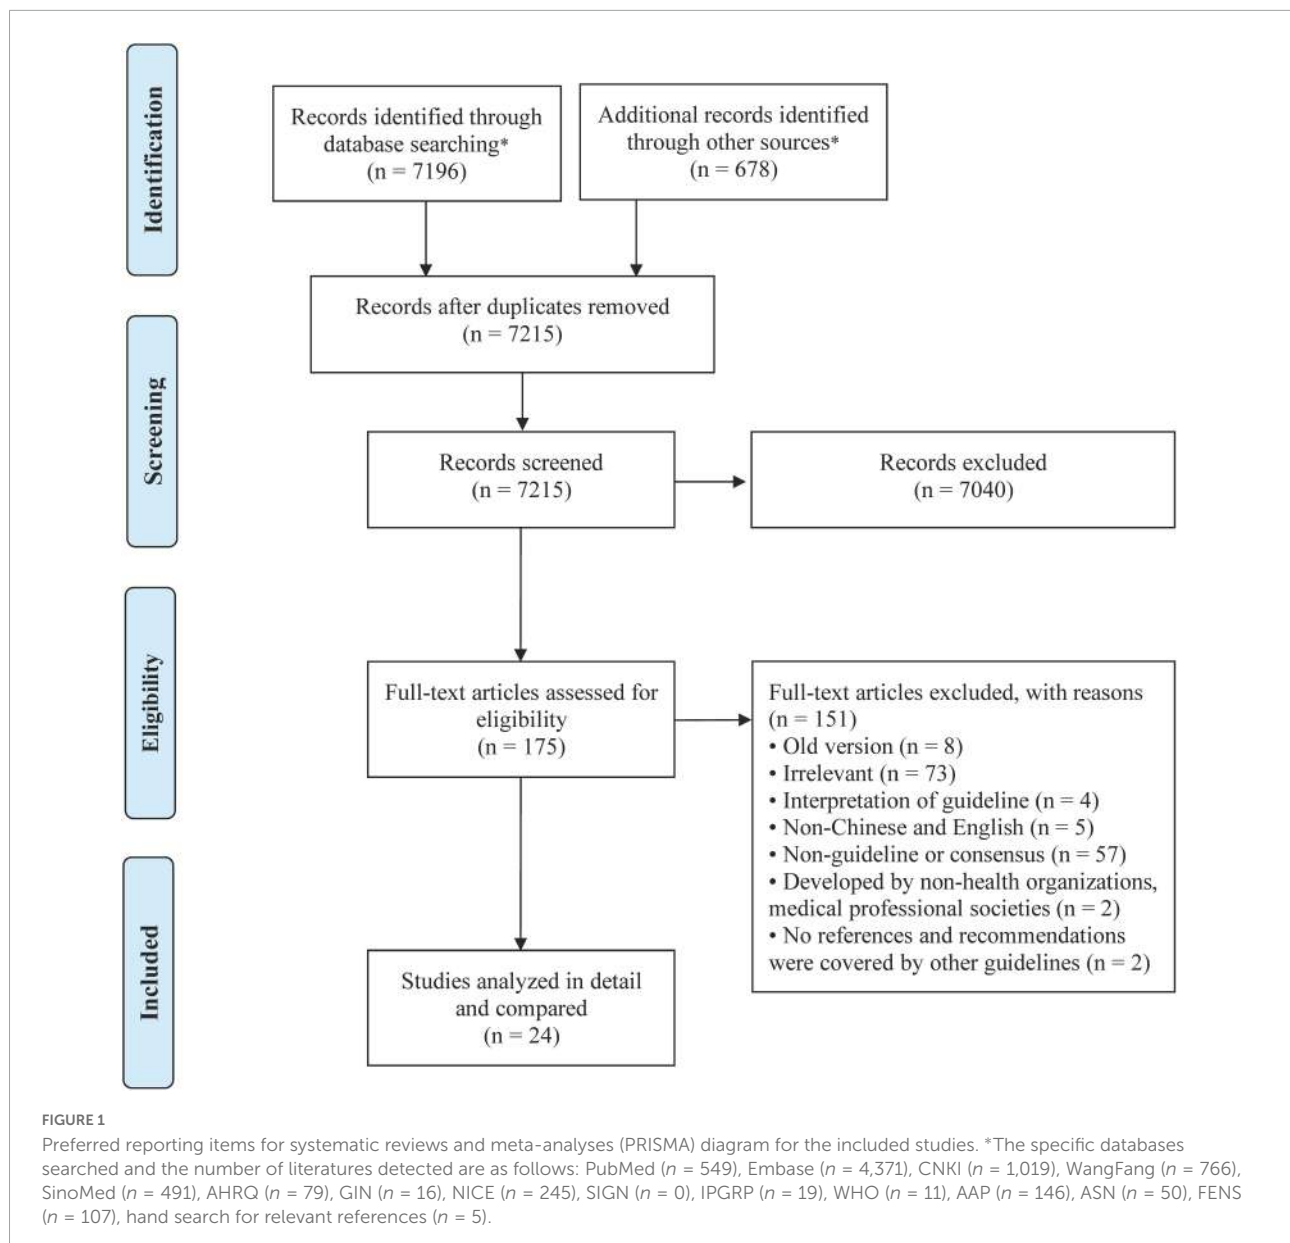 Identification
Records identified through
database searching*
(n = 7196)
Additional records identified
through other sources*
(n = 678)
Records after duplicates removed
(n = 7215)
Screening
Records screened
(n = 7215)
Records excluded
(n = 7040)
Eligibility
Full-text articles assessed for
eligibility
(n = 175)
Full-text articles excluded, with reasons
(n = 151)
• Old version (n = 8)
• Irrelevant (n = 73)
• Interpretation of guideline (n = 4)
• Non-Chinese and English (n = 5)
• Non-guideline or consensus (n = 57)
• Developed by non-health organizations,
medical professional societies (n = 2)
• No references and recommendations
were covered by other guidelines (n = 2)
Included
Studies analyzed in detail
and compared
(n = 24)
FIGURE 1
Preferred reporting items for systematic reviews and meta-analyses (PRISMA) diagram for the included studies. *The specific databases
searched and the number of literatures detected are as follows: PubMed (n = 549), Embase (n = 4,371), CNKI (n = 1,019), WangFang (n = 766),
SinoMed (n = 491), AHRQ (n = 79), GIN (n = 16), NICE (n = 245), SIGN (n = 0), IPGRP (n = 19), WHO (n = 11), AAP (n = 146), ASN (n = 50), FENS
(n = 107), hand search for relevant references (n = 5).